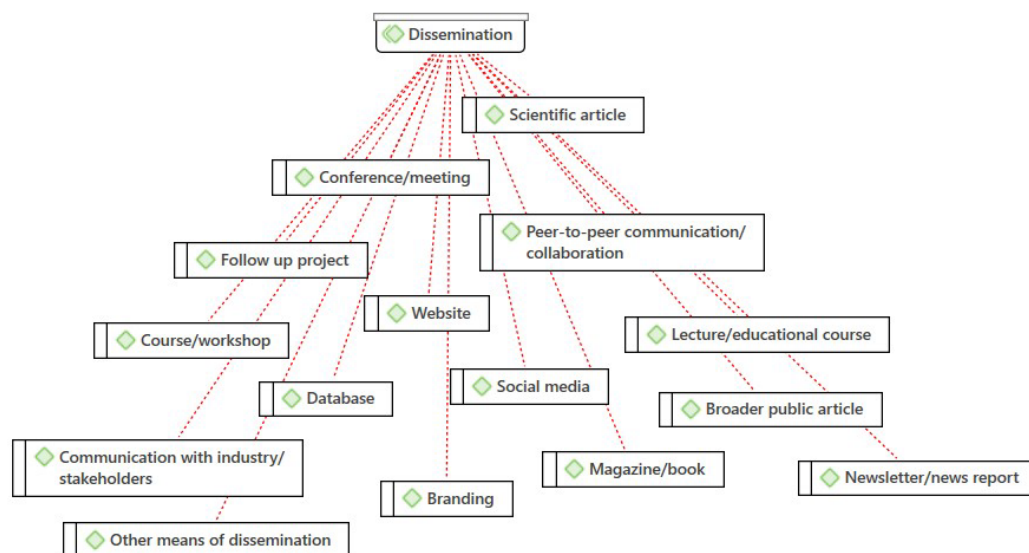 Dissemination
Scientific article
Conference/meeting
Peer-to-peer communication/
collaboration
Follow up project
Website
Course/workshop
Lecture/educational course
Database
Social media
Broader public article
Communication with industry/
stakeholders
Magazine/book
Newsletter/news report
Branding
Other means of dissemination